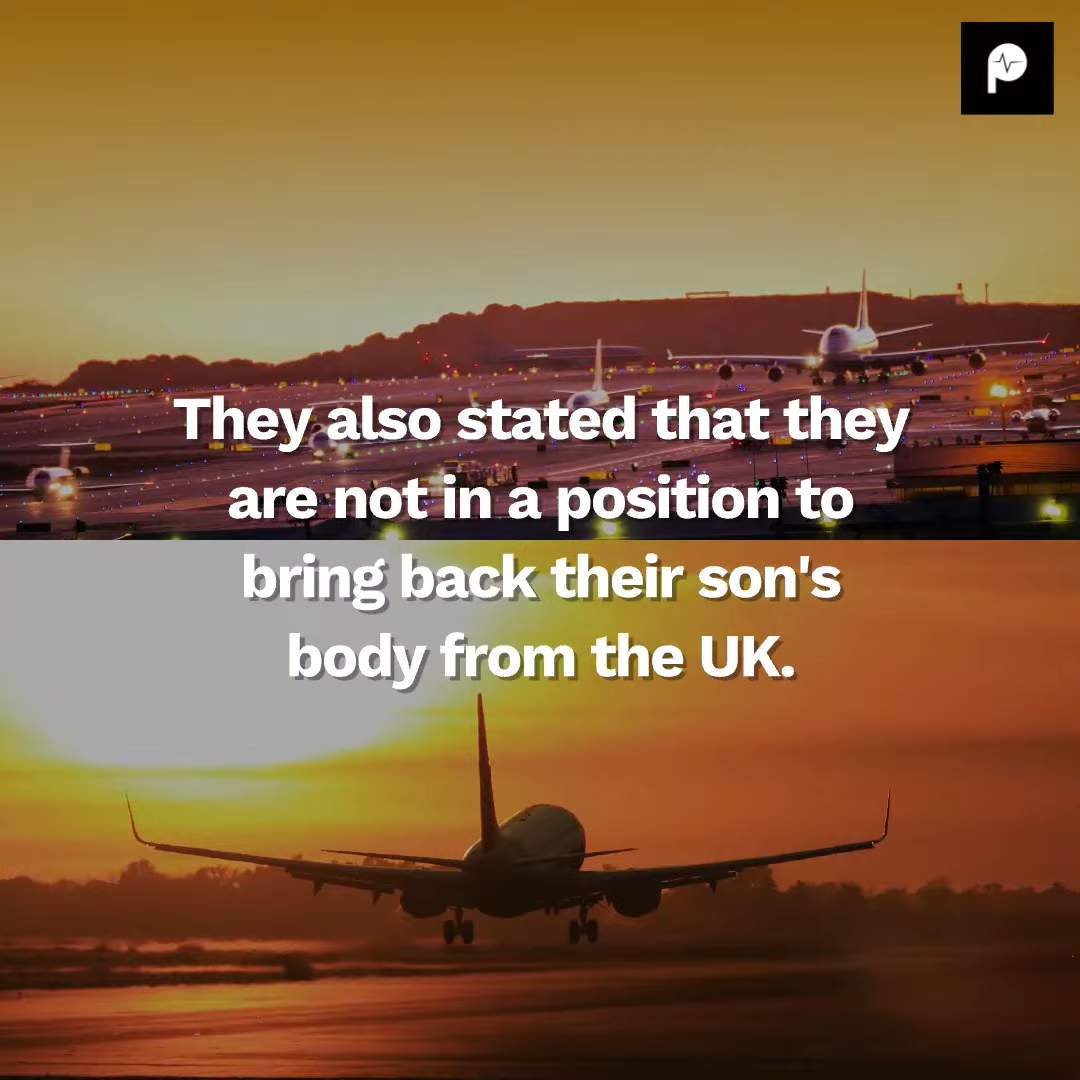 They also stated that they
are not in a position to
bring back their son's
body from the UK.